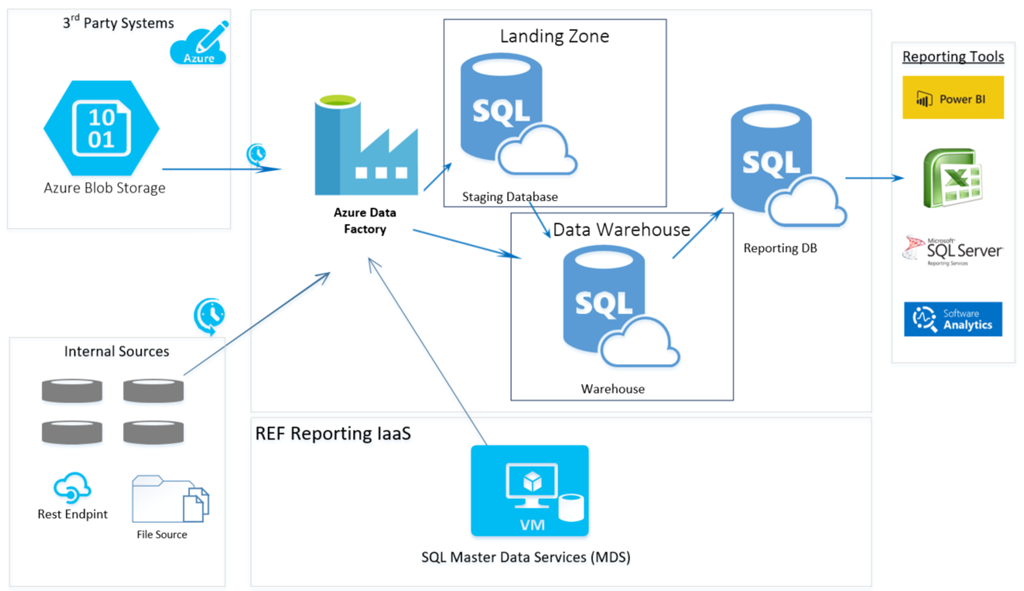 3rd Party Systems
Azure
10
01
Azure Blob Storage
Azure Data
Factory
Landing Zone
SQL
Staging Database
Data Warehouse
SQL
Warehouse
SQL
Reporting DB
Reporting Tools
Power BI
X
Microsoft®
SQL Server
Reporting Services
Software
Analytics
Internal Sources
Rest Endpint
File Source
REF Reporting IaaS
VM
SQL Master Data Services (MDS)